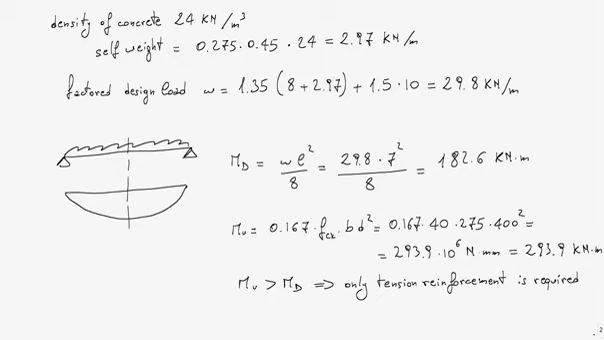 density of concrete 24 KN/m³
self weight = 0.275 · 0.45 · 24 = 2.97 KN/m
factored design load w = 1.35 (8 + 2.97) + 1.5 · 10 = 29.8 KN/m
M_D = wl²/8 = 29.8 · 7²/8 = 182.6 KN·m
M_u = 0.167 · f_ck · bd² = 0.167 · 40 · 275 · 400² =
= 293.9 · 10⁶ N·mm = 293.9 KN·m
M_u > M_D ⟹ only tension reinforcement is required
2